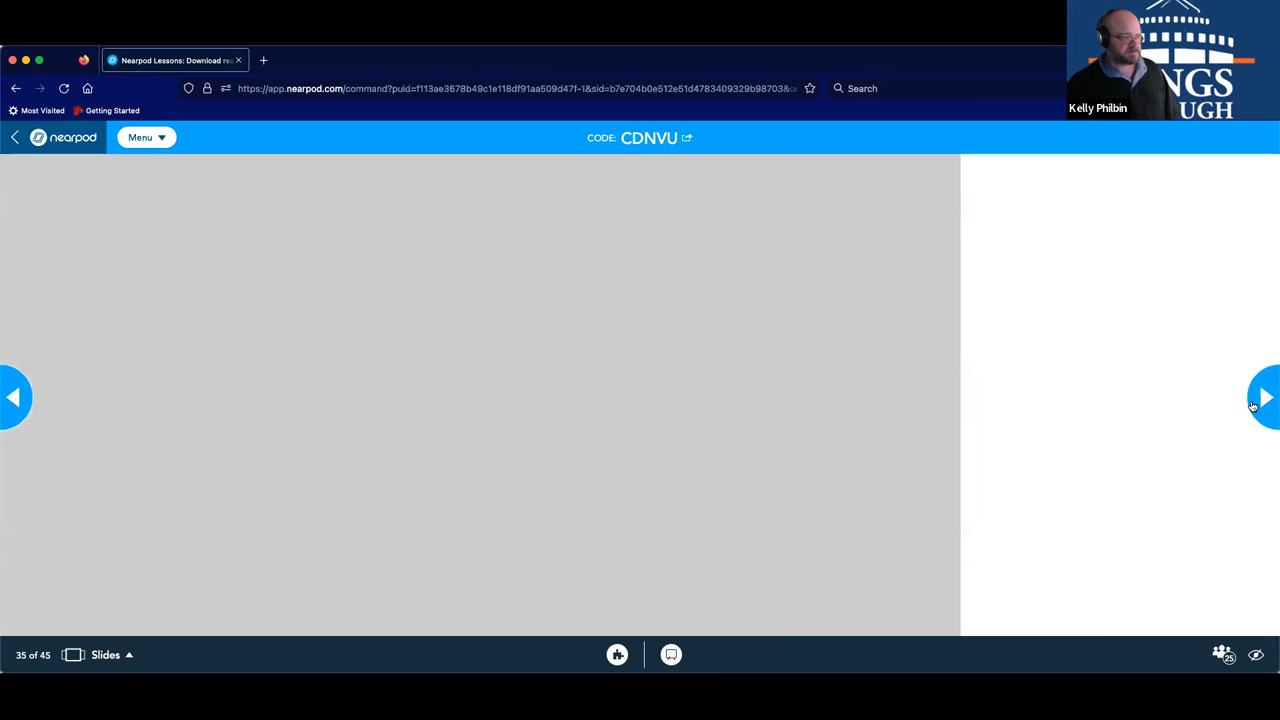 Nearpod Lessons: Download rea
https://app.nearpod.com/command?puid=f113ae3678b49c1e118df91aa509d47f-1&sid=b7e704b0e512e51d4783409329b98703&
Search
Most Visited
Getting Started
NGS
UGH
Kelly Philbin
nearpod
Menu
CODE: CDNVU
35 of 45
Slides
25